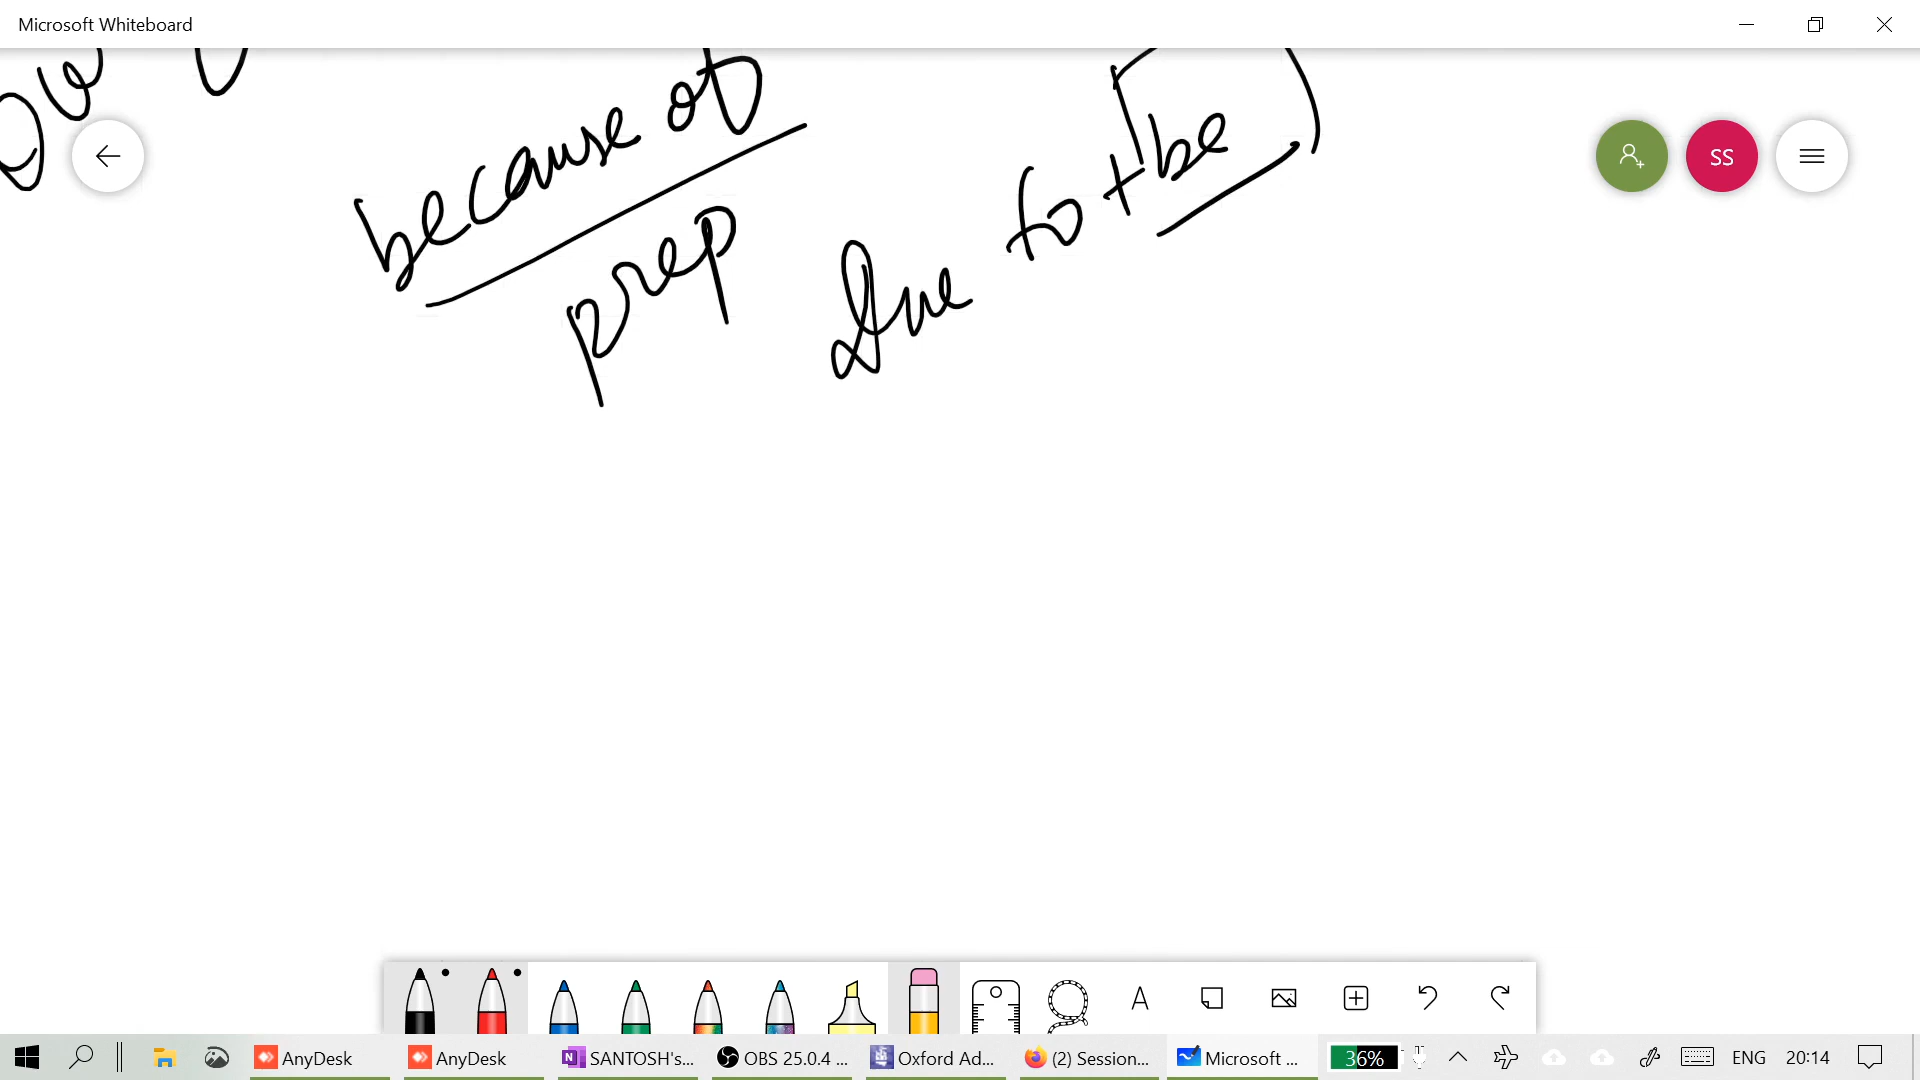 Microsoft Whiteboard
because of
prep
Due to + be
SS
A
AnyDesk
AnyDesk
SANTOSH's...
OBS 25.0.4 ...
Oxford Ad...
(2) Session...
Microsoft ...
36%
ENG
20:14